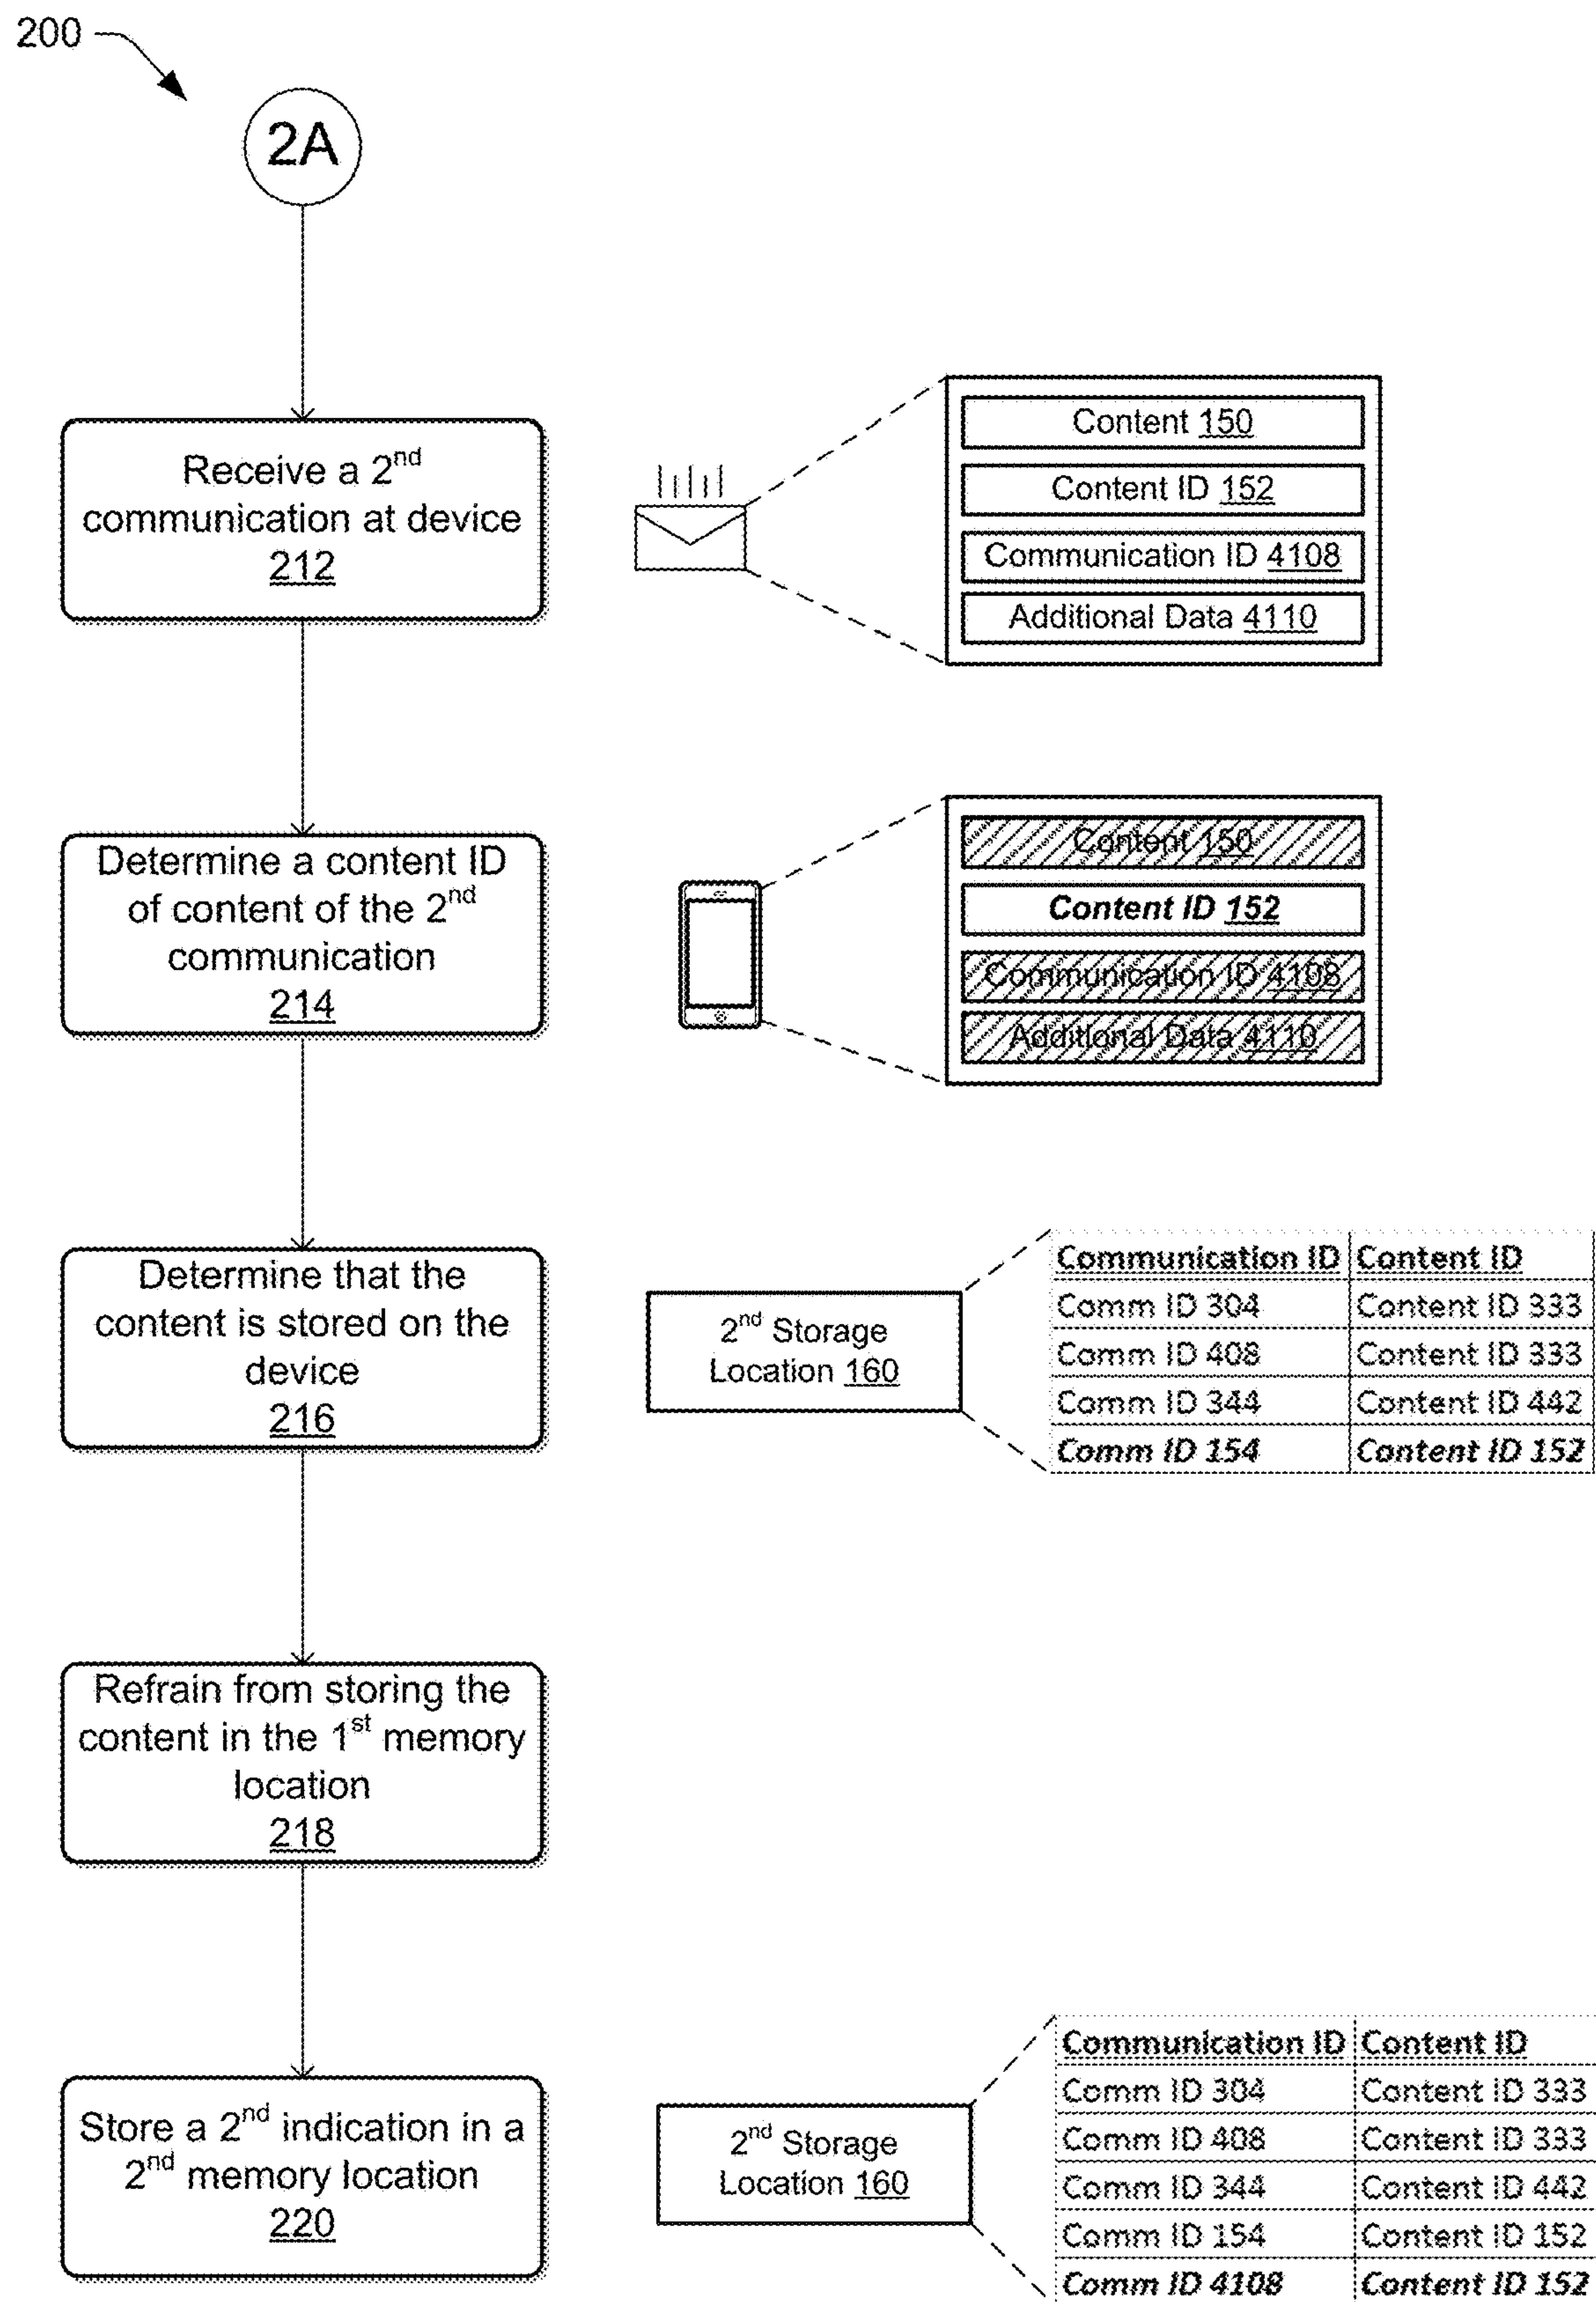 200
2A
Receive a 2nd
communication at device
212
Content 150
Content ID 152
Communication ID 4108
Additional Data 4110
Determine a content ID
of content of the 2nd
communication
214
Content 150
Content ID 152
Communication ID 4108
Additional Data 4110
Determine that the
content is stored on the
device
216
2nd Storage
Location 160
Communication ID Content ID
Comm ID 304 Content ID 333
Comm ID 408 Content ID 333
Comm ID 344 Content ID 442
Comm ID 154 Content ID 152
Refrain from storing the
content in the 1st memory
location
218
Store a 2nd indication in a
2nd memory location
220
2nd Storage
Location 160
Communication ID Content ID
Comm ID 304 Content ID 333
Comm ID 408 Content ID 333
Comm ID 344 Content ID 442
Comm ID 154 Content ID 152
Comm ID 4108 Content ID 152